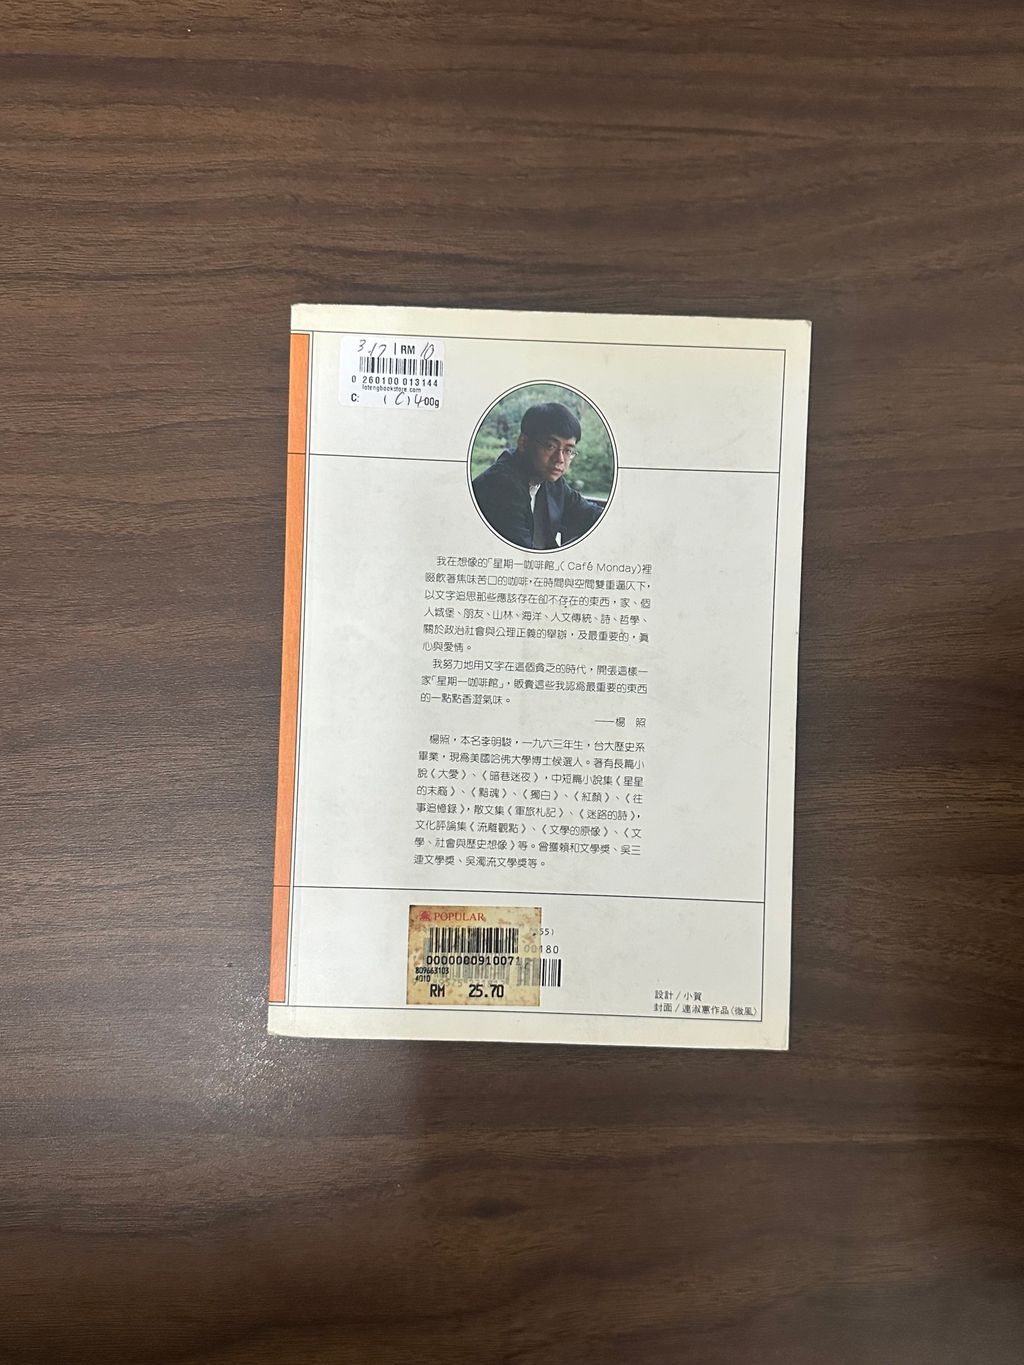 3.17 | RM 10
0 260100 013144
lotengbookstore.com
C: (C) 400g
我在想像的「星期一咖啡館」(Café Monday)裡
啜飲著焦味苦口的咖啡，在時間與空間雙重逼仄下，
以文字追思那些應該存在卻不存在的東西，家、個
人城堡、朋友、山林、海洋、人文傳統、詩、哲學、
關於政治社會與公理正義的舉辦，及最重要的，眞
心與愛情。
我努力地用文字在這個貧乏的時代，開張這樣一
家「星期一咖啡館」，販賣這些我認爲最重要的東西
的一點點香澀氣味。
——楊 照
楊照，本名李明駿，一九六三年生，台大歷史系
畢業，現爲美國哈佛大學博士候選人。著有長篇小
說《大愛》、《暗巷迷夜》，中短篇小說集《星星
的末裔》、《黯魂》、《獨白》、《紅顏》、《往
事追憶錄》，散文集《軍旅札記》、《迷路的詩》，
文化評論集《流離觀點》、《文學的原像》、《文
學、社會與歷史想像》等。曾獲賴和文學獎、吳三
連文學獎、吳濁流文學獎等。
POPULAR
55)
00180
0000000910071
809663103
4010
RM 25.70
設計／小賀
封面／連淑蕙作品〈微風〉